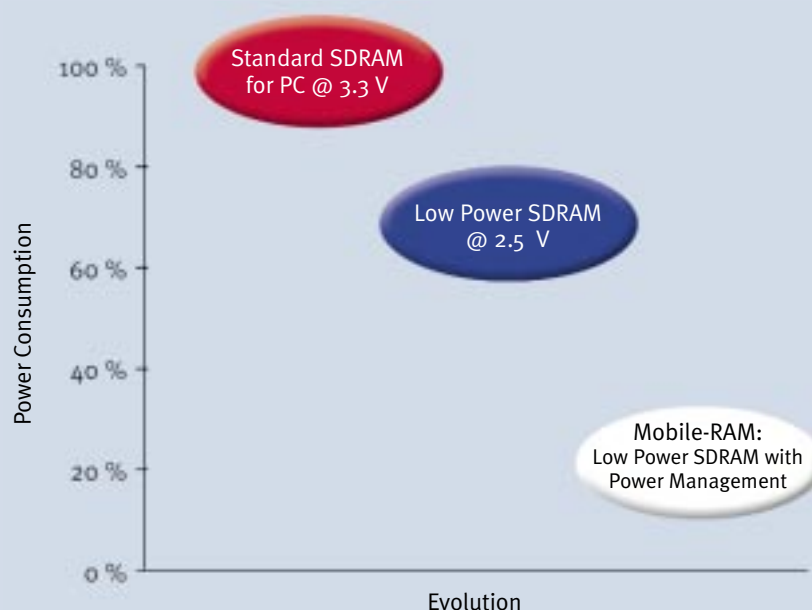 100 %
Standard SDRAM
for PC @ 3.3 V
80 %
Low Power SDRAM
@ 2.5 V
60 %
Power Consumption
40 %
Mobile-RAM:
Low Power SDRAM with
Power Management
20 %
0 %
Evolution